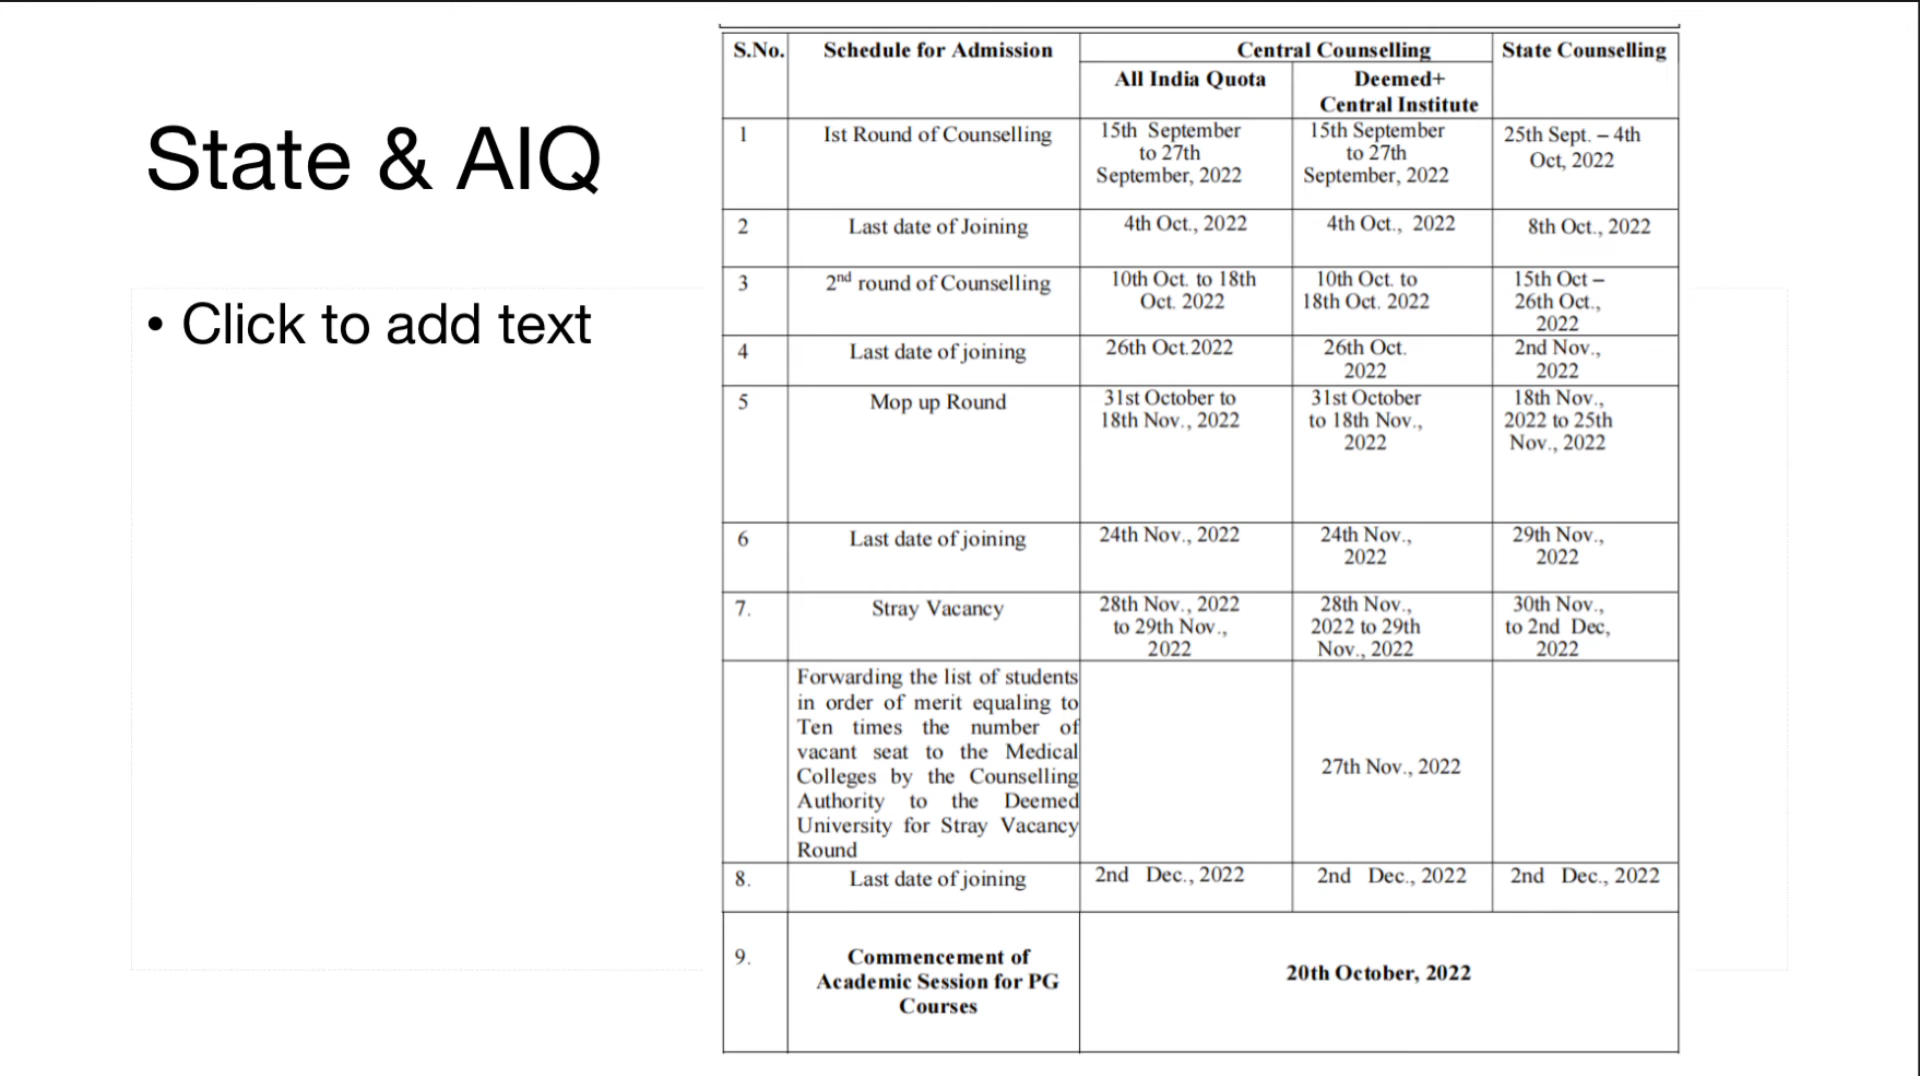 State & AIQ
• Click to add text
S.No. Schedule for Admission Central Counselling State Counselling
All India Quota Deemed+
Central Institute
1 Ist Round of Counselling 15th September 15th September 25th Sept. – 4th
to 27th to 27th Oct, 2022
September, 2022 September, 2022
2 Last date of Joining 4th Oct., 2022 4th Oct., 2022 8th Oct., 2022
3 2nd round of Counselling 10th Oct. to 18th 10th Oct. to 15th Oct –
Oct. 2022 18th Oct. 2022 26th Oct.,
2022
4 Last date of joining 26th Oct.2022 26th Oct. 2nd Nov.,
2022 2022
5 Mop up Round 31st October to 31st October 18th Nov.,
18th Nov., 2022 to 18th Nov., 2022 to 25th
2022 Nov., 2022
6 Last date of joining 24th Nov., 2022 24th Nov., 29th Nov.,
2022 2022
7. Stray Vacancy 28th Nov., 2022 28th Nov., 30th Nov.,
to 29th Nov., 2022 to 29th to 2nd Dec,
2022 Nov., 2022 2022
Forwarding the list of students
in order of merit equaling to
Ten times the number of
vacant seat to the Medical
Colleges by the Counselling
Authority to the Deemed
University for Stray Vacancy
Round
27th Nov., 2022
8. Last date of joining 2nd Dec., 2022 2nd Dec., 2022 2nd Dec., 2022
9. Commencement of
Academic Session for PG
Courses
20th October, 2022